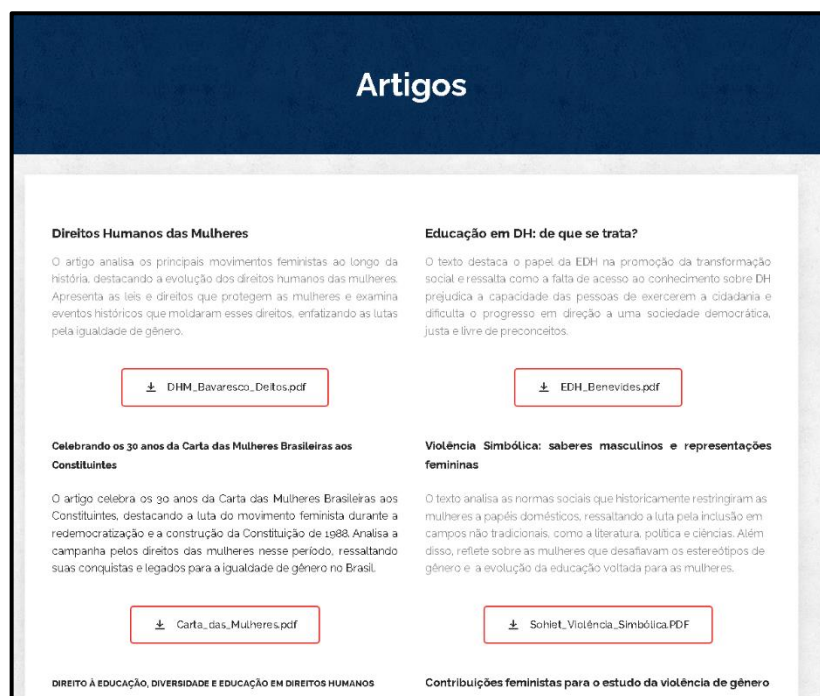 Artigos
Direitos Humanos das Mulheres
O artigo analisa os principais movimentos feministas ao longo da
história, destacando a evolução dos direitos humanos das mulheres.
Apresenta as leis e direitos que protegem as mulheres e examina
eventos históricos que moldaram esses direitos, enfatizando as lutas
pela igualdade de gênero.
DHM_Bavaresco_Deitos.pdf
Educação em DH: de que se trata?
O texto destaca o papel da EDH na promoção da transformação
social e ressalta como a falta de acesso ao conhecimento sobre DH
prejudica a capacidade das pessoas de exercerem a cidadania e
dificulta o progresso em direção a uma sociedade democrática,
justa e livre de preconceitos.
EDH_Benevides.pdf
Celebrando os 30 anos da Carta das Mulheres Brasileiras aos
Constituintes
O artigo celebra os 30 anos da Carta das Mulheres Brasileiras aos
Constituintes, destacando a luta do movimento feminista durante a
redemocratização e a construção da Constituição de 1988. Analisa a
campanha pelos direitos das mulheres nesse período, ressaltando
suas conquistas e legados para a igualdade de gênero no Brasil.
Carta_das_Mulheres.pdf
Violência Simbólica: saberes masculinos e representações
femininas
O texto analisa as normas sociais que historicamente restringiram as
mulheres a papéis domésticos, ressaltando a luta pela inclusão em
campos não tradicionais, como a literatura, política e ciências. Além
disso, reflete sobre as mulheres que desafiavam os estereótipos de
gênero e a evolução da educação voltada para as mulheres.
Sohiet_Violência_Simbólica.PDF
DIREITO À EDUCAÇÃO, DIVERSIDADE E EDUCAÇÃO EM DIREITOS HUMANOS
Contribuições feministas para o estudo da violência de gênero